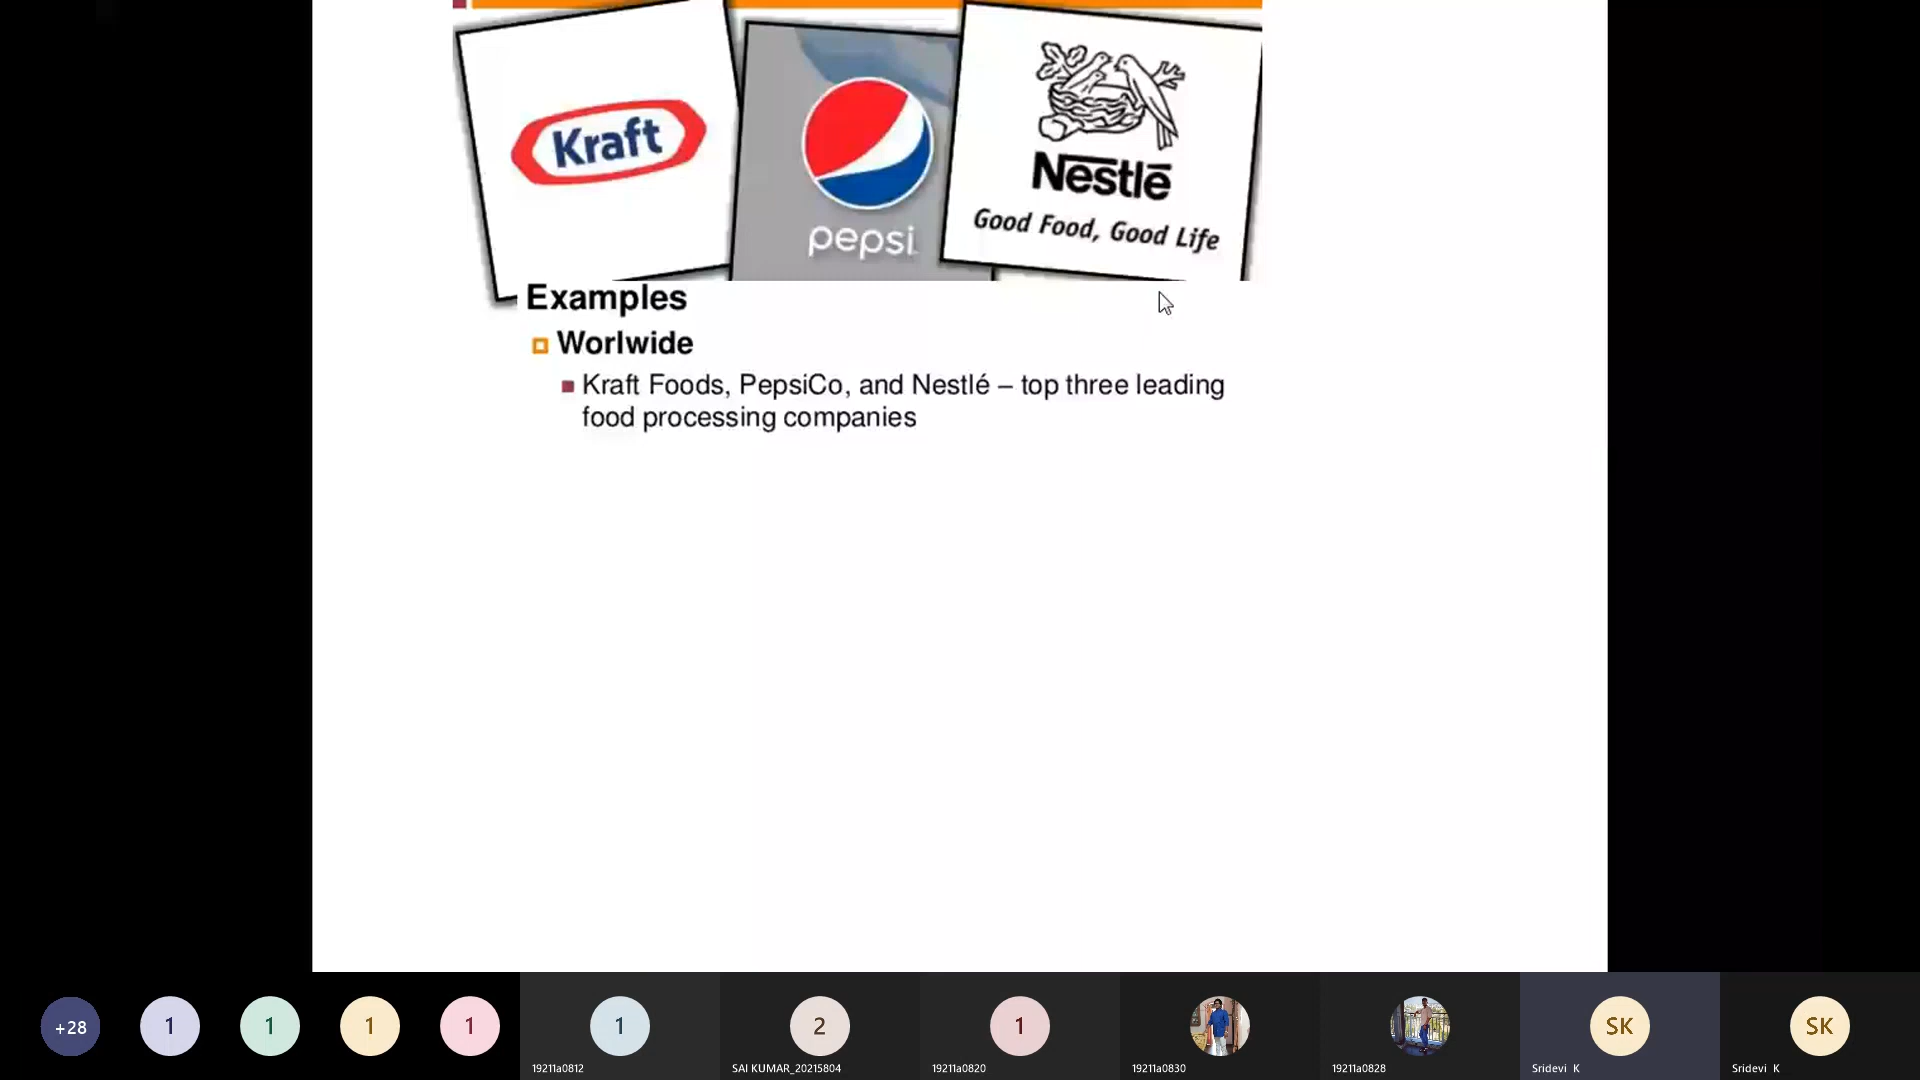 Kraft
pepsi
Nestlé
Good Food, Good Life
Examples
Worlwide
Kraft Foods, PepsiCo, and Nestlé – top three leading
food processing companies
+28
1
1
1
1
1
2
1
SK
SK
19211a0812
SAI KUMAR_20215804
19211a0820
19211a0830
19211a0828
Sridevi K
Sridevi K